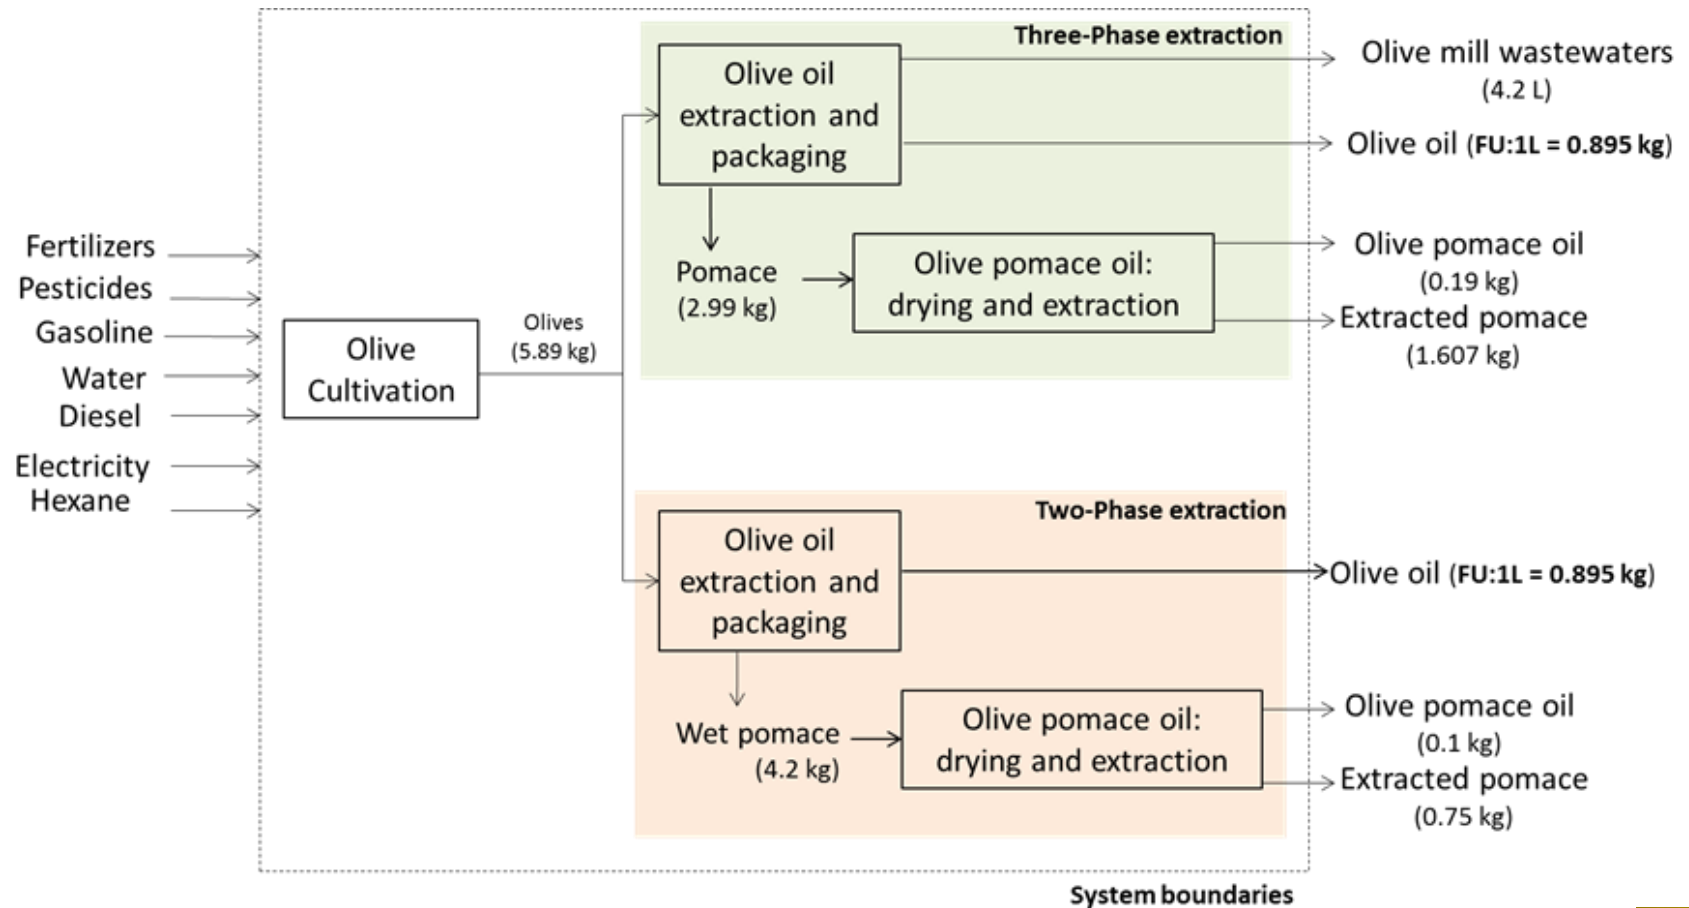 Fertilizers
Pesticides
Gasoline
Water
Diesel
Electricity
Hexane
Olive
Cultivation
Olives
(5.89 kg)
Three-Phase extraction
Olive oil
extraction and
packaging
Pomace
(2.99 kg)
Olive pomace oil:
drying and extraction
Olive mill wastewaters
(4.2 L)
Olive oil (FU:1L = 0.895 kg)
Olive pomace oil
(0.19 kg)
Extracted pomace
(1.607 kg)
Two-Phase extraction
Olive oil
extraction and
packaging
Wet pomace
(4.2 kg)
Olive pomace oil:
drying and extraction
Olive oil (FU:1L = 0.895 kg)
Olive pomace oil
(0.1 kg)
Extracted pomace
(0.75 kg)
System boundaries